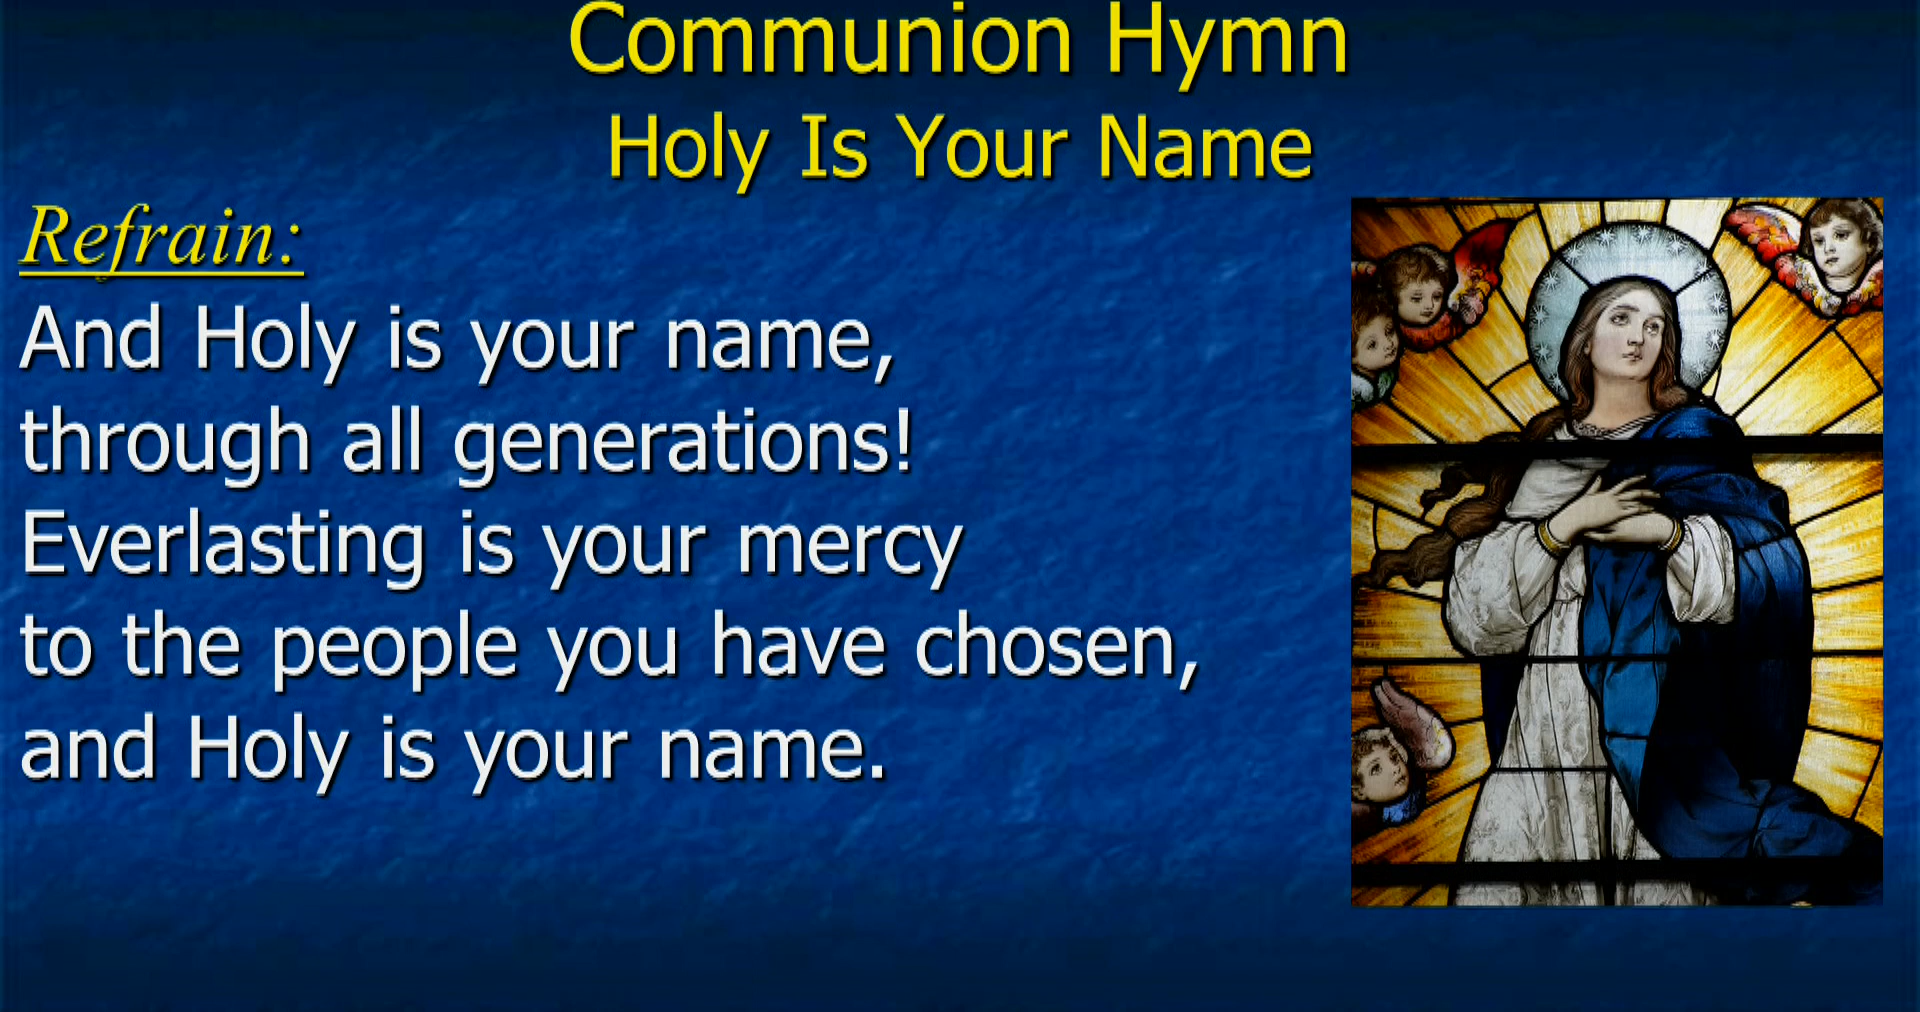 Communion Hymn
Holy Is Your Name
Refrain:
And Holy is your name,
through all generations!
Everlasting is your mercy
to the people you have chosen,
and Holy is your name.